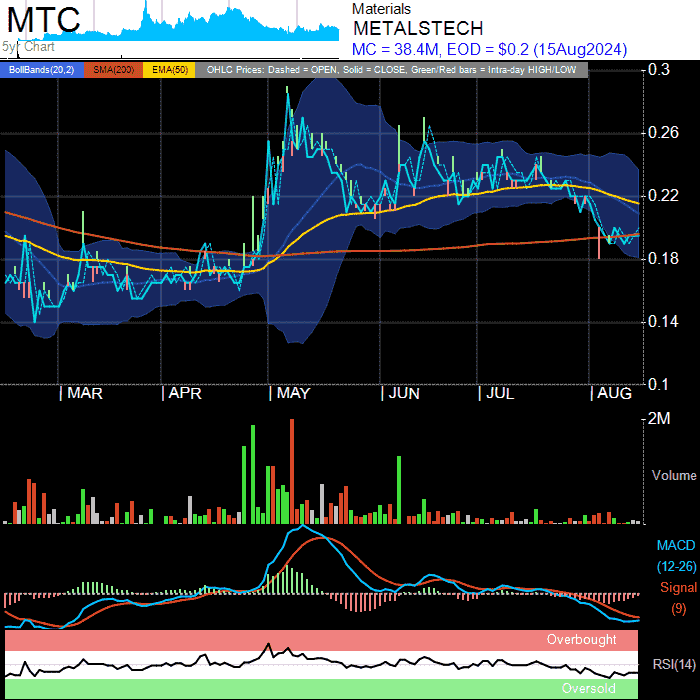 MTC
5yr Chart
Materials
METALSTECH
MC = 38.4M, EOD = $0.2 (15Aug2024)
BollBands(20,2) SMA(200) EMA(50) OHLC Prices: Dashed = OPEN, Solid = CLOSE, Green/Red bars = Intra-day HIGH/LOW
0.3
0.26
0.22
0.18
0.14
0.1
MAR APR MAY JUN JUL AUG
2M
Volume
MACD
(12-26)
Signal
(9)
Overbought
RSI(14)
Oversold